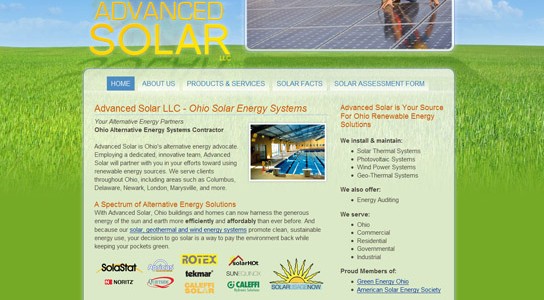 ADVANCED
SOLAR
LLC
HOME
ABOUT US
PRODUCTS & SERVICES
SOLAR FACTS
SOLAR ASSESSMENT FORM
Advanced Solar LLC - Ohio Solar Energy Systems
Your Alternative Energy Partners
Ohio Alternative Energy Systems Contractor
Advanced Solar is Ohio's alternative energy advocate.
Employing a dedicated, innovative team, Advanced
Solar will partner with you in your efforts toward using
renewable energy sources. We serve clients
throughout Ohio, including areas such as Columbus,
Delaware, Newark, London, Marysville, and more.
A Spectrum of Alternative Energy Solutions
With Advanced Solar, Ohio buildings and homes can now harness the generous
energy of the sun and earth more efficiently and affordably than ever before. And
because our solar, geothermal and wind energy systems promote clean, sustainable
energy use, your decision to go solar is a way to pay the environment back while
keeping your pockets green.
SolaStat
ROTEX
solarHOt
NORITZ
tekmar
SUNEQUINOX
CALEFFI
SOLAR
CALEFFI
SOLARUSAGENOW
Advanced Solar is Your Source
For Ohio Renewable Energy
Solutions
We install & maintain:
Solar Thermal Systems
Photovoltaic Systems
Wind Power Systems
Geo-Thermal Systems
We also offer:
Energy Auditing
We serve:
Ohio
Commercial
Residential
Governmental
Industrial
Proud Members of:
Green Energy Ohio
American Solar Energy Society